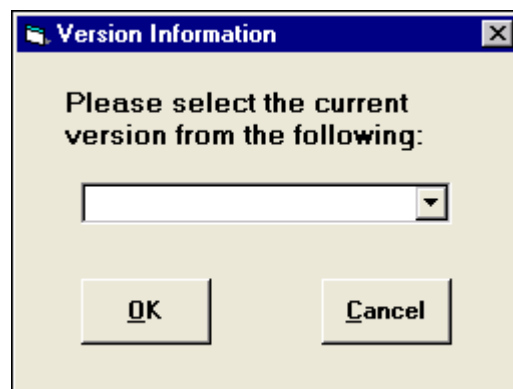 Version Information
Please select the current
version from the following:
OK
Cancel